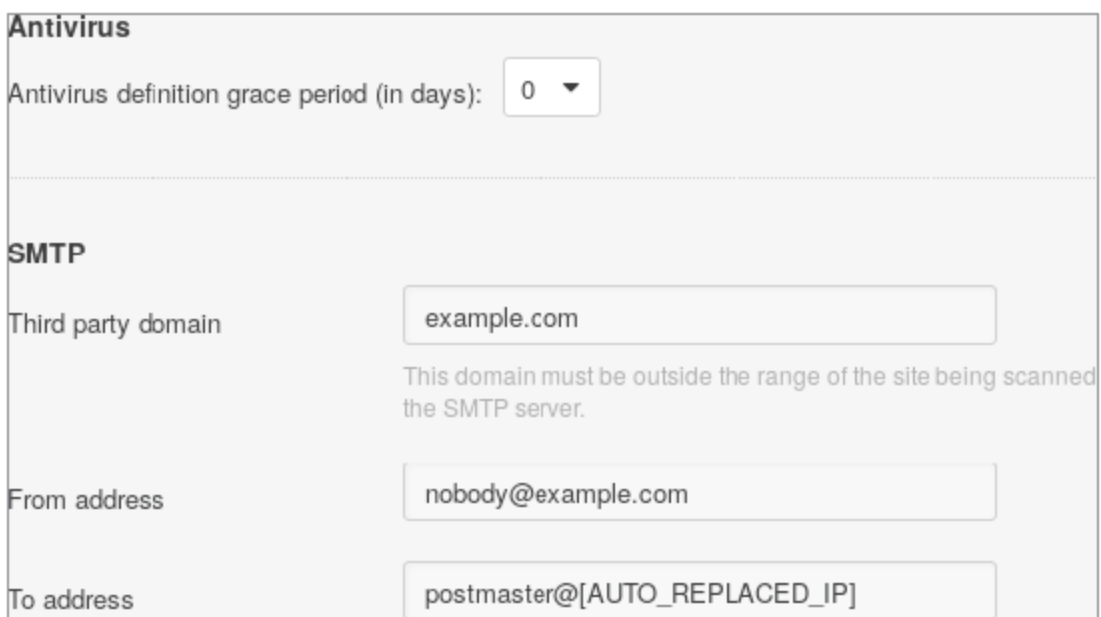 Antivirus
Antivirus definition grace period (in days): 0
SMTP
Third party domain example.com
This domain must be outside the range of the site being scanned
the SMTP server.
From address nobody@example.com
To address postmaster@[AUTO_REPLACED_IP]